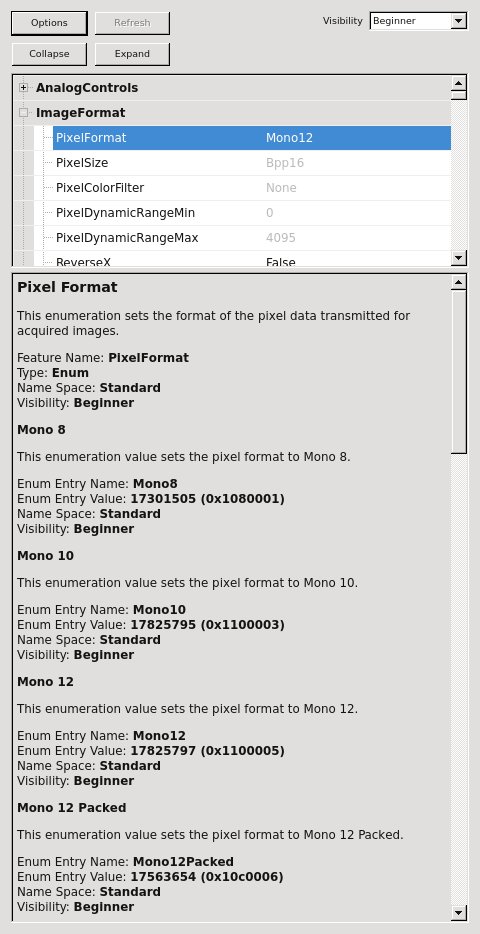 Options Refresh Visibility Beginner
Collapse Expand
AnalogControls
ImageFormat
PixelFormat Mono12
PixelSize Bpp16
PixelColorFilter None
PixelDynamicRangeMin 0
PixelDynamicRangeMax 4095
ReverseX False
Pixel Format
This enumeration sets the format of the pixel data transmitted for
acquired images.
Feature Name: PixelFormat
Type: Enum
Name Space: Standard
Visibility: Beginner
Mono 8
This enumeration value sets the pixel format to Mono 8.
Enum Entry Name: Mono8
Enum Entry Value: 17301505 (0x1080001)
Name Space: Standard
Visibility: Beginner
Mono 10
This enumeration value sets the pixel format to Mono 10.
Enum Entry Name: Mono10
Enum Entry Value: 17825795 (0x1100003)
Name Space: Standard
Visibility: Beginner
Mono 12
This enumeration value sets the pixel format to Mono 12.
Enum Entry Name: Mono12
Enum Entry Value: 17825797 (0x1100005)
Name Space: Standard
Visibility: Beginner
Mono 12 Packed
This enumeration value sets the pixel format to Mono 12 Packed.
Enum Entry Name: Mono12Packed
Enum Entry Value: 17563654 (0x10c0006)
Name Space: Standard
Visibility: Beginner